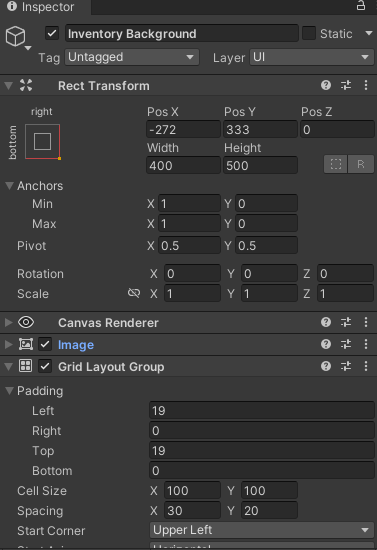 Inspector
Inventory Background Static
Tag Untagged Layer UI
Rect Transform
right
bottom
Pos X Pos Y Pos Z
-272 333 0
Width Height
400 500
R
Anchors
Min X 1 Y 0
Max X 1 Y 0
Pivot X 0.5 Y 0.5
Rotation X 0 Y 0 Z 0
Scale X 1 Y 1 Z 1
Canvas Renderer
Image
Grid Layout Group
Padding
Left 19
Right 0
Top 19
Bottom 0
Cell Size X 100 Y 100
Spacing X 30 Y 20
Start Corner Upper Left